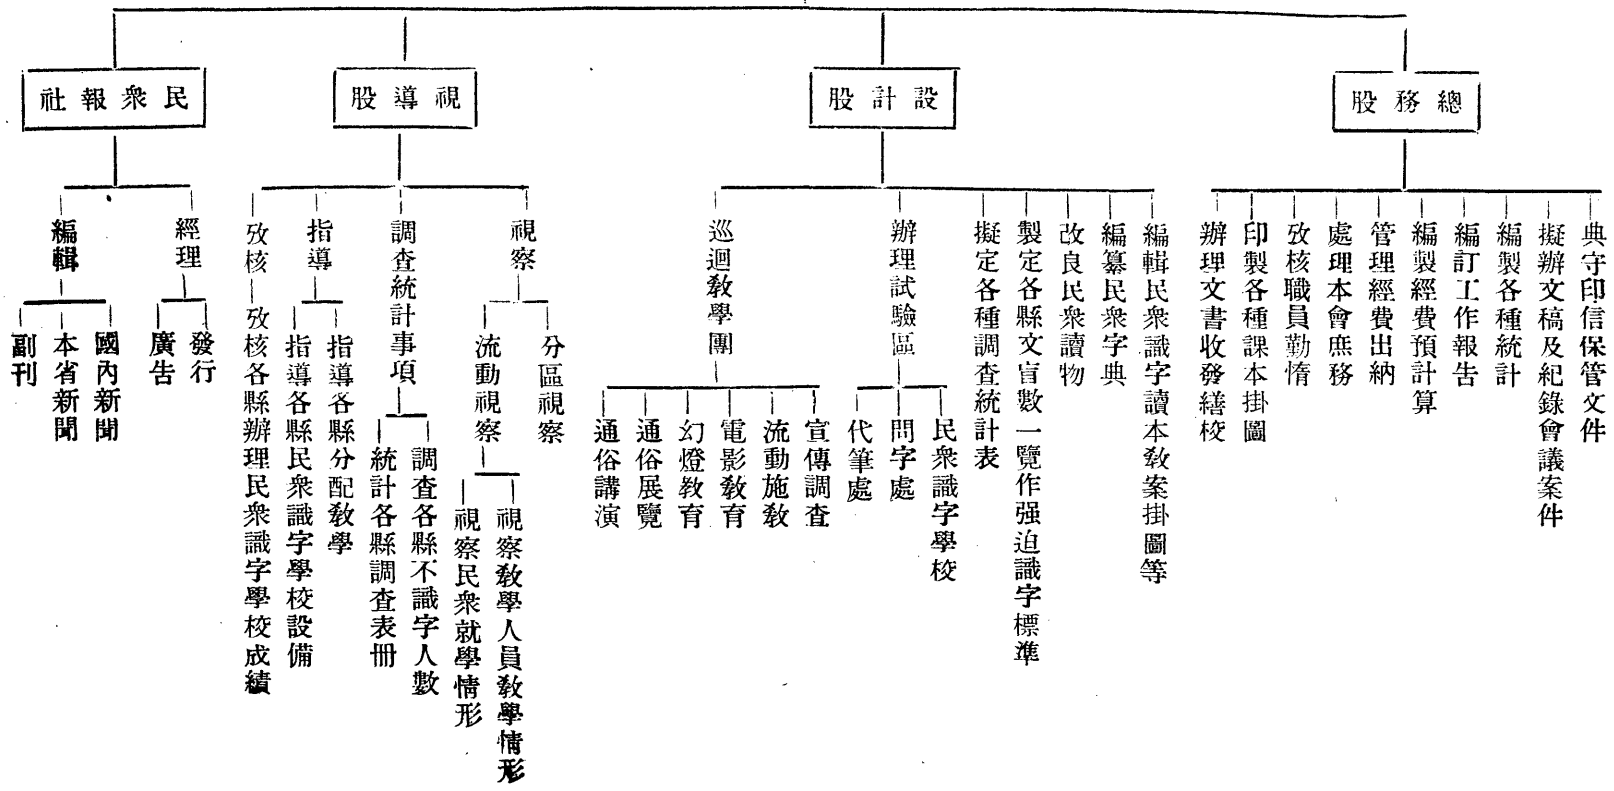 總務股
典守印信保管文件
擬辦文稿及紀錄會議案件
編製各種統計
編訂工作報告
編製經費預計算
管理經費出納
處理本會庶務
攷核職員勤惰
印製各種課本掛圖
辦理文書收發繕校
設計股
編輯民衆識字讀本敎案掛圖等
編纂民衆字典
改良民衆讀物
製定各縣文盲數一覽作强迫識字標準
擬定各種調查統計表
辦理試驗區
民衆識字學校
問字處
代筆處
巡迴敎學團
宣傳調查
流動施敎
電影敎育
幻燈敎育
通俗展覽
通俗講演
視導股
視察
分區視察
流動視察
視察敎學人員敎學情形
視察民衆就學情形
調查統計事項
調查各縣不識字人數
統計各縣調查表冊
指導
指導各縣分配敎學
指導各縣民衆識字學校設備
攷核
攷核各縣辦理民衆識字學校成績
民衆報社
經理
發行
廣告
編輯
國內新聞
本省新聞
副刊